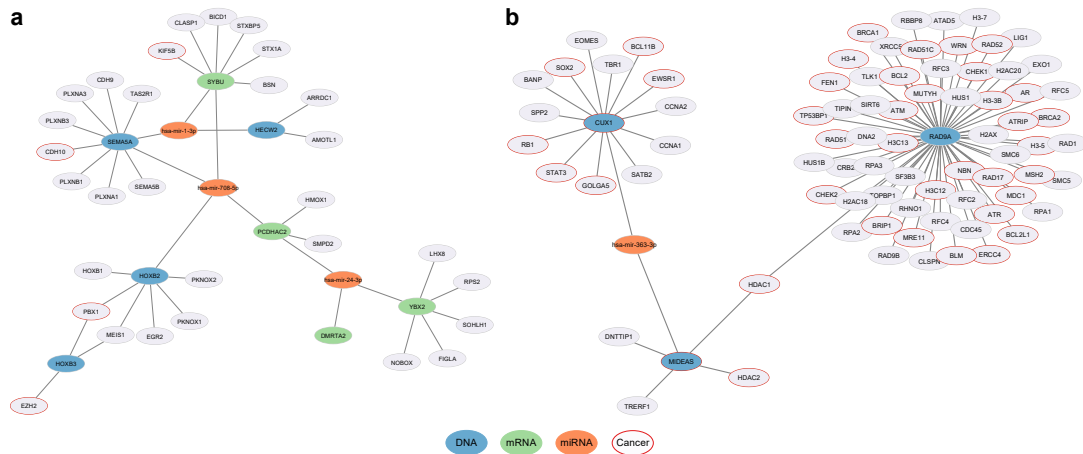 a
CLASP1
BICD1
STXBP5
KIF5B
STX1A
SYBU
BSN
CDH9
PLXNA3
TAS2R1
ARRDC1
PLXNB3
hsa-mir-1-3p
HECW2
SEMA5A
AMOTL1
CDH10
PLXNB1
SEMA5B
hsa-mir-708-5p
PLXNA1
HMOX1
PCDHAC2
SMPD2
HOXB1
HOXB2
PKNOX2
hsa-mir-24-3p
LHX8
RPS2
PBX1
YBX2
PKNOX1
SOHLH1
MEIS1
EGR2
DMRTA2
NOBOX
FIGLA
HOXB3
EZH2
b
EOMES
BCL11B
SOX2
TBR1
BANP
EWSR1
SPP2
CCNA2
CUX1
RB1
CCNA1
STAT3
SATB2
GOLGA5
hsa-mir-363-3p
HDAC1
DNTTIP1
MIDEAS
HDAC2
TRERF1
RBBP8
ATAD5
H3-7
BRCA1
XRCC5
RAD51C
WRN
RAD52
LIG1
H3-4
TLK1
BCL2
RFC3
CHEK1
H2AC20
EXO1
FEN1
MUTYH
HUS1
H3-3B
AR
RFC5
TP53BP1
TIPIN
SIRT6
ATM
ATRIP
BRCA2
RAD51
DNA2
H3C13
RAD9A
H2AX
H3-5
RAD1
HUS1B
CRB2
RPA3
SF3B3
NBN
SMC6
MSH2
SMC5
CHEK2
H2AC18
TOPBP1
H3C12
RFC2
RAD17
MDC1
RPA1
RPA2
BRIP1
RHNO1
RFC4
CDC45
ATR
BCL2L1
RAD9B
MRE11
CLSPN
BLM
ERCC4
DNA
mRNA
miRNA
Cancer